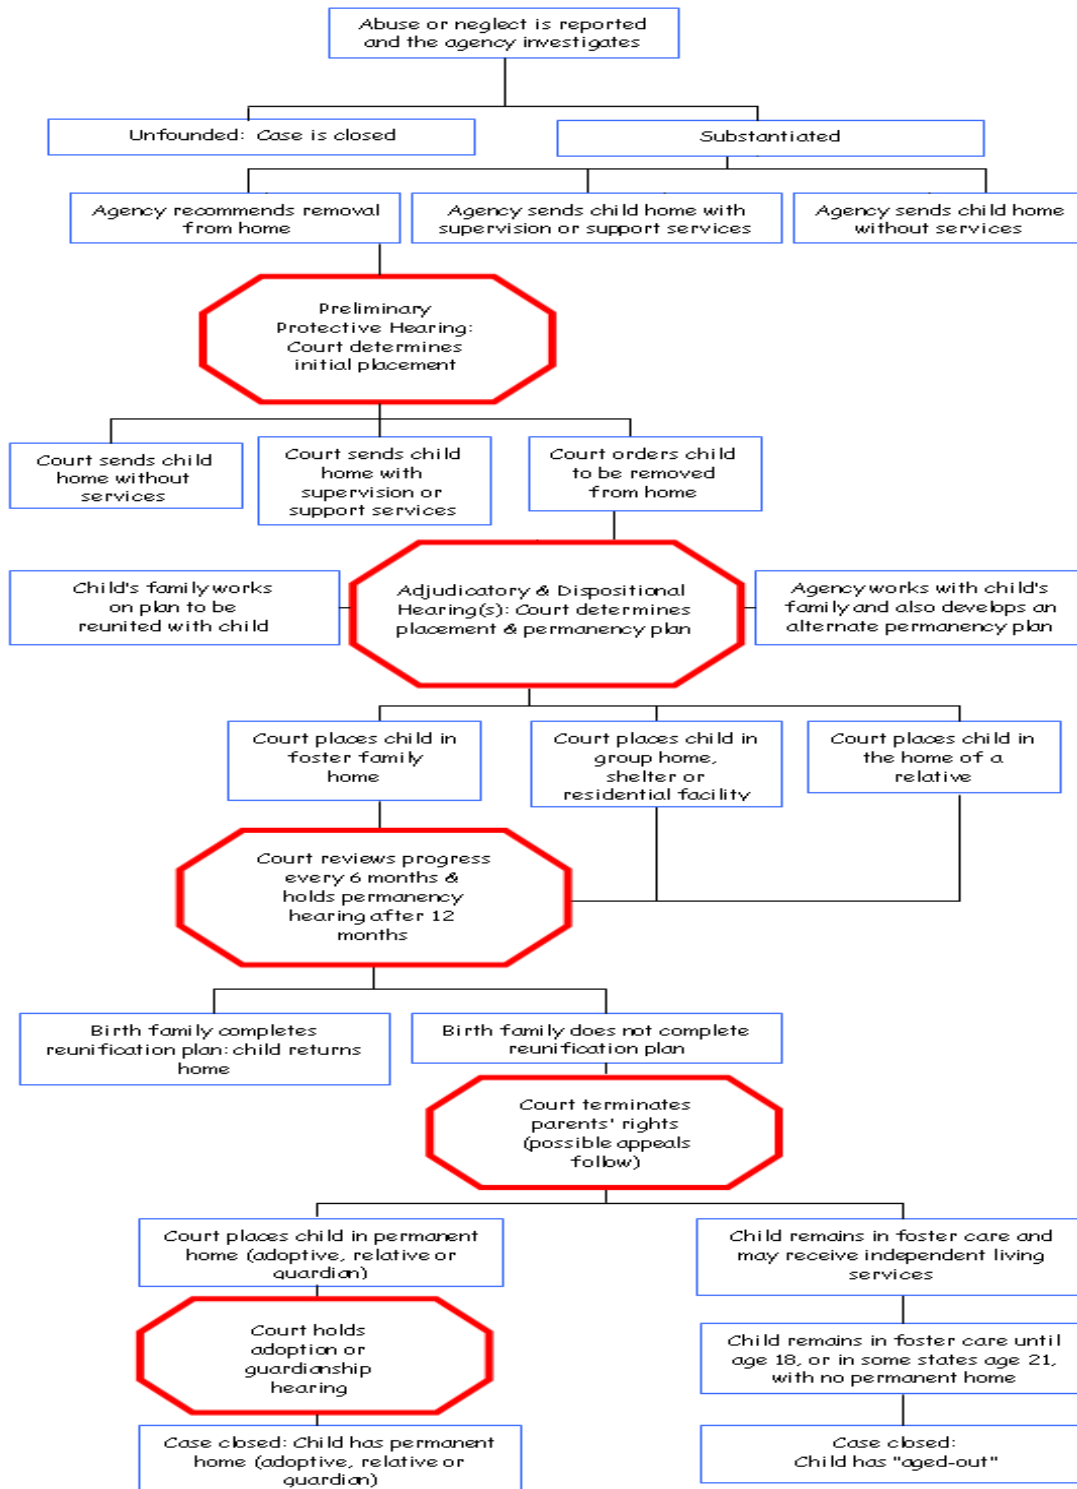 Abuse or neglect is reported
and the agency investigates
Unfounded: Case is closed
Substantiated
Agency recommends removal
from home
Agency sends child home with
supervision or support services
Agency sends child home
without services
Preliminary
Protective Hearing:
Court determines
initial placement
Court sends child
home without
services
Court sends child
home with
supervision or
support services
Court orders child
to be removed
from home
Child's family works
on plan to be
reunited with child
Adjudicatory & Dispositional
Hearing(s): Court determines
placement & permanency plan
Agency works with child's
family and also develops an
alternate permanency plan
Court places child in
foster family
home
Court places child in
group home,
shelter or
residential facility
Court places child in
the home of a
relative
Court reviews progress
every 6 months &
holds permanency
hearing after 12
months
Birth family completes
reunification plan: child returns
home
Birth family does not complete
reunification plan
Court terminates
parents' rights
(possible appeals
follow)
Court places child in permanent
home (adoptive, relative or
guardian)
Child remains in foster care and
may receive independent living
services
Court holds
adoption or
guardianship
hearing
Child remains in foster care until
age 18, or in some states age 21,
with no permanent home
Case closed: Child has permanent
home (adoptive, relative or
guardian)
Case closed:
Child has "aged-out"